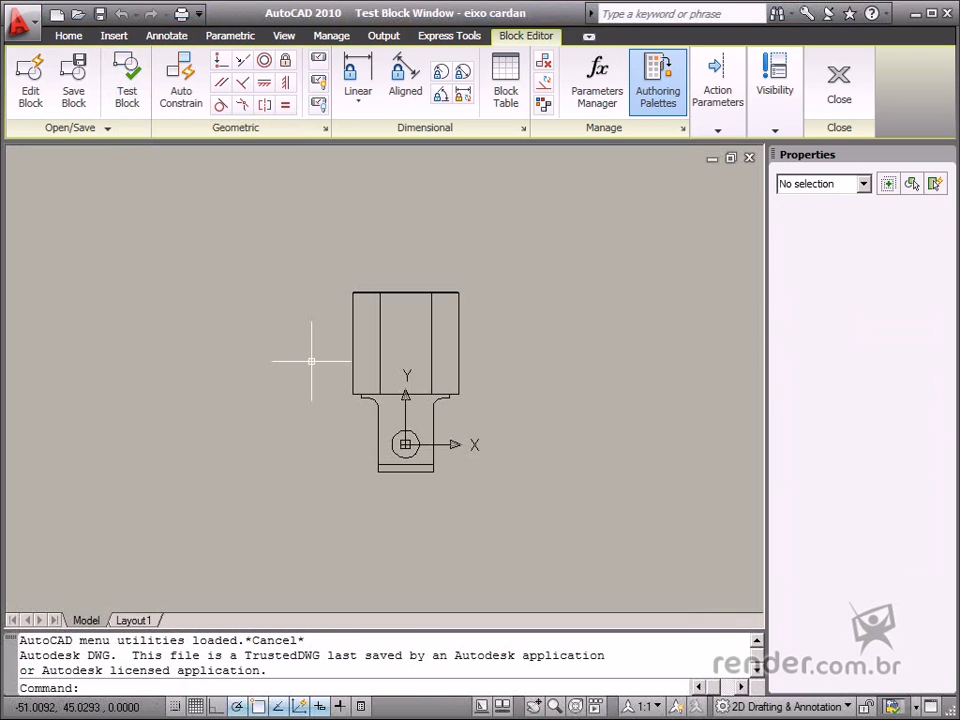 AutoCAD 2010 Test Block Window - eixo cardan
Type a keyword or phrase
Home Insert Annotate Parametric View Manage Output Express Tools Block Editor
Edit Block
Save Block
Test Block
Auto Constrain
Linear
Aligned
Block Table
Parameters Manager
Authoring Palettes
Action Parameters
Visibility
Close
Open/Save
Geometric
Dimensional
Manage
Close
Properties
No selection
Y
X
Model Layout1
AutoCAD menu utilities loaded.*Cancel*
Autodesk DWG. This file is a TrustedDWG last saved by an Autodesk application
or Autodesk licensed application.
Command:
render.com.br
-51.0092, 45.0293, 0.0000
1:1
2D Drafting & Annotation